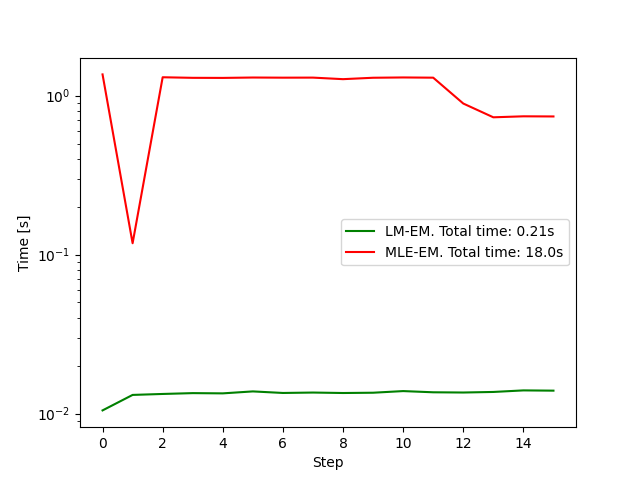 10⁰
10⁻¹
10⁻²
Time [s]
LM-EM. Total time: 0.21s
MLE-EM. Total time: 18.0s
0 2 4 6 8 10 12 14
Step